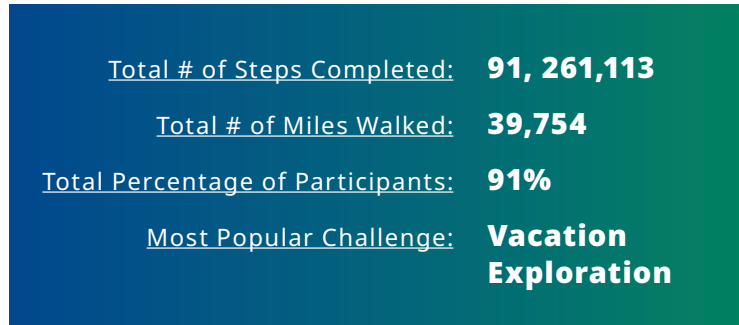 Total # of Steps Completed: 91, 261,113
Total # of Miles Walked: 39,754
Total Percentage of Participants: 91%
Most Popular Challenge: Vacation
Exploration